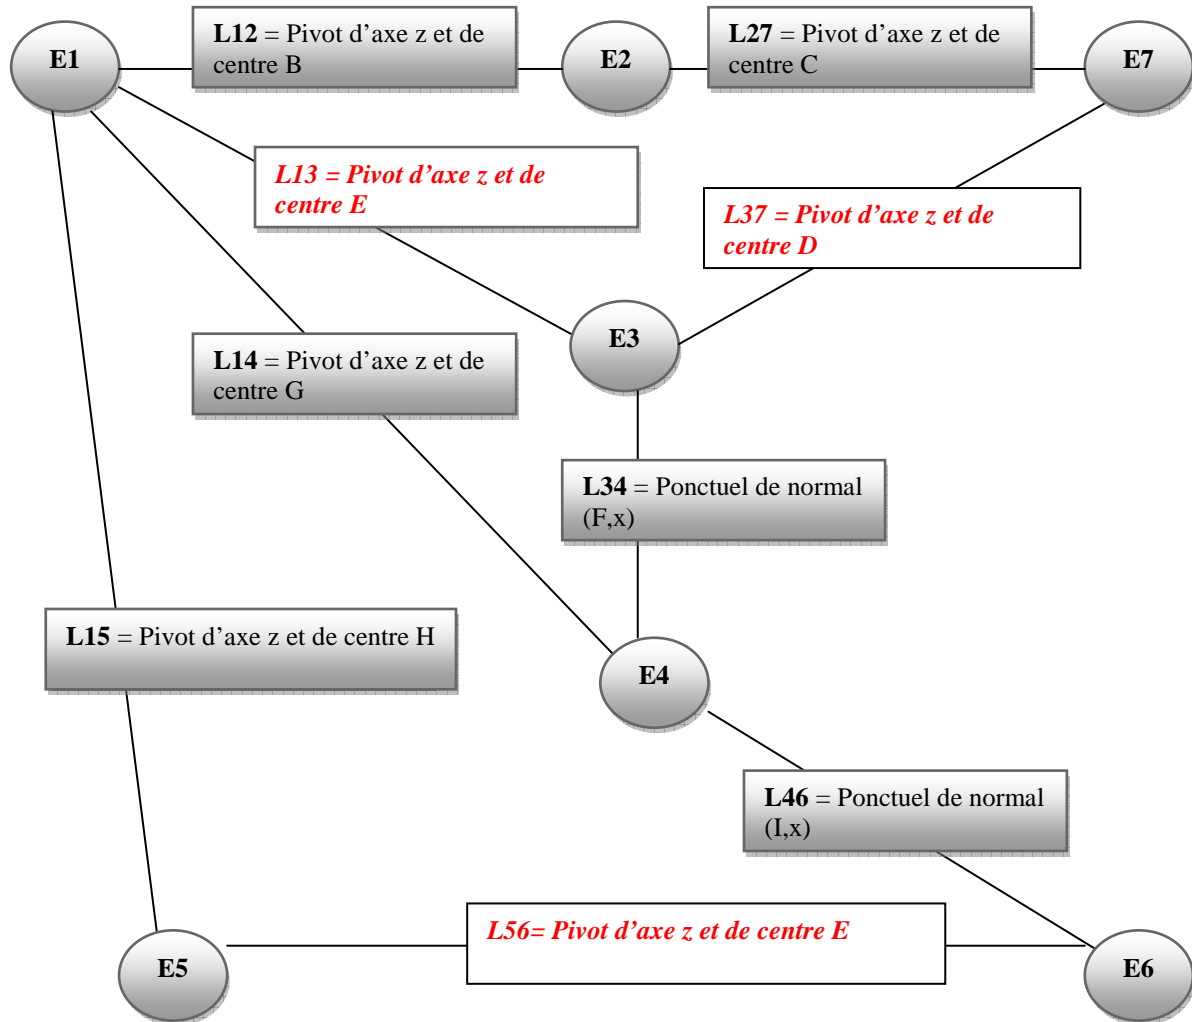 E1
L12 = Pivot d'axe z et de
centre B
E2
L27 = Pivot d'axe z et de
centre C
E7
L13 = Pivot d'axe z et de
centre E
L37 = Pivot d'axe z et de
centre D
E3
L14 = Pivot d'axe z et de
centre G
L34 = Ponctuel de normal
(F,x)
L15 = Pivot d'axe z et de centre H
E4
L46 = Ponctuel de normal
(I,x)
L56= Pivot d'axe z et de centre E
E5
E6